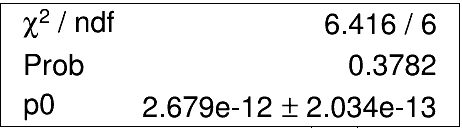 χ² / ndf 6.416 / 6
Prob 0.3782
p0 2.679e-12 ± 2.034e-13